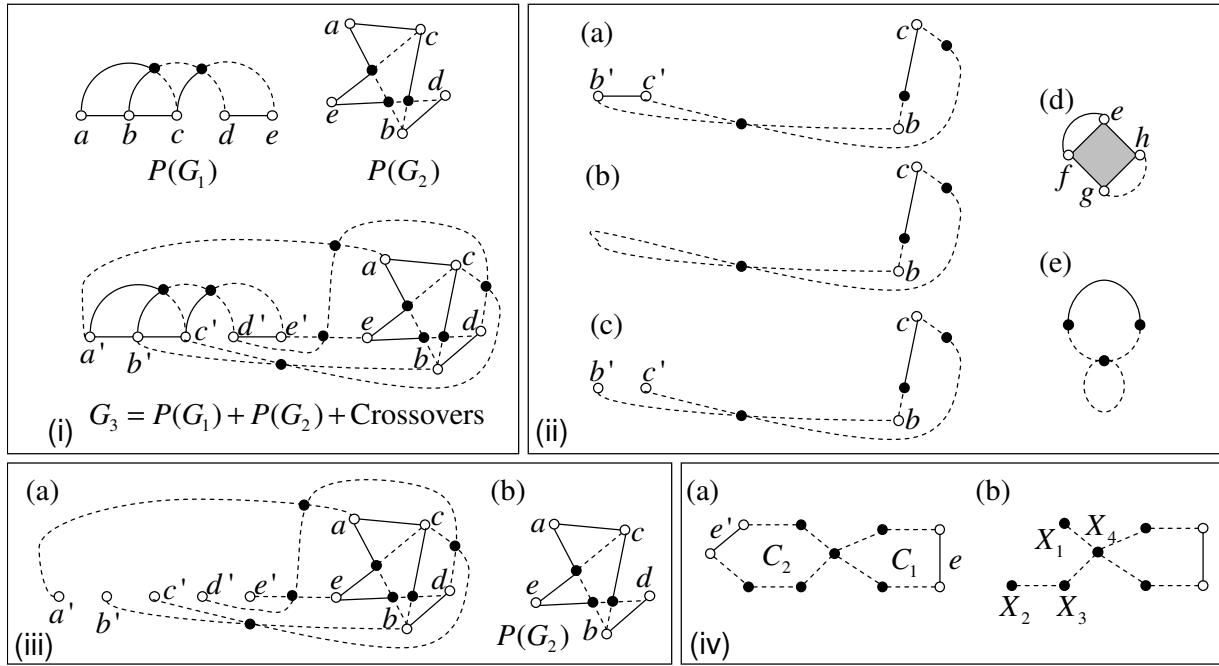 a b c d e
P(G₁)
a c d e b
P(G₂)
a c d e b
a' b' c' d' e'
G₃ = P(G₁) + P(G₂) + Crossovers
(i)
(a)
b' c' c b
(b)
c b
(c)
b' c' c b
(d)
e h f g
(e)
(ii)
(a)
a c d e b
a' b' c' d' e'
(b)
a c d e b
P(G₂)
(iii)
(a)
e' C₂ C₁ e
(b)
X₁ X₄
X₂ X₃
(iv)